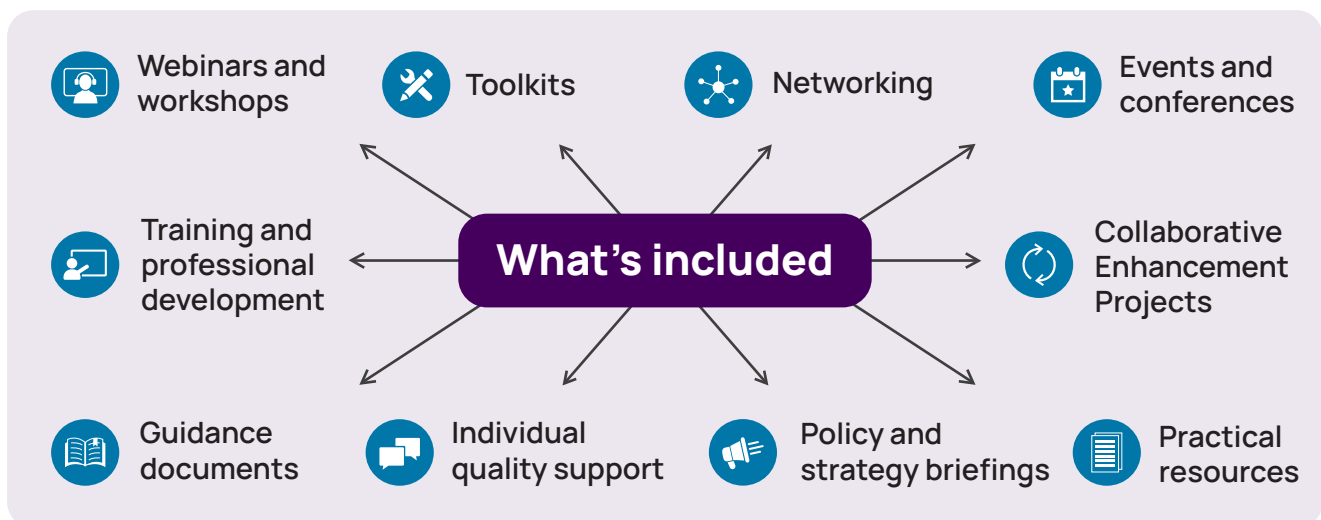 Webinars and
workshops
Toolkits
Networking
Events and
conferences
Training and
professional
development
What's included
Collaborative
Enhancement
Projects
Guidance
documents
Individual
quality support
Policy and
strategy briefings
Practical
resources